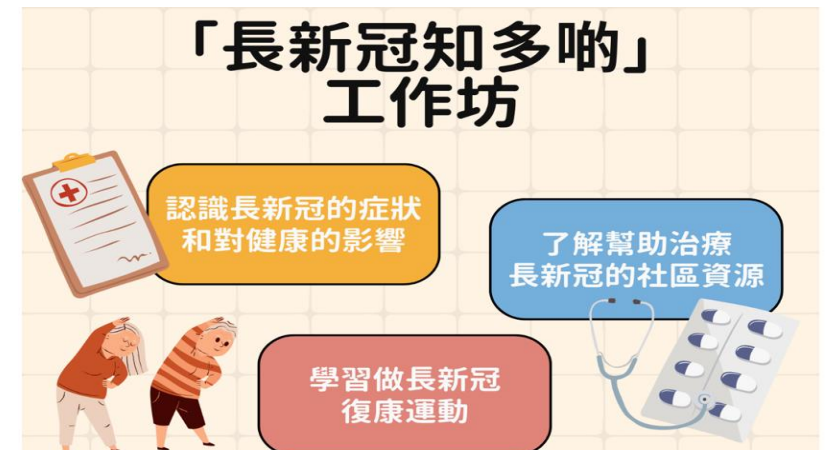 「長新冠知多啲」
工作坊
認識長新冠的症狀
和對健康的影響
了解幫助治療
長新冠的社區資源
學習做長新冠
復康運動